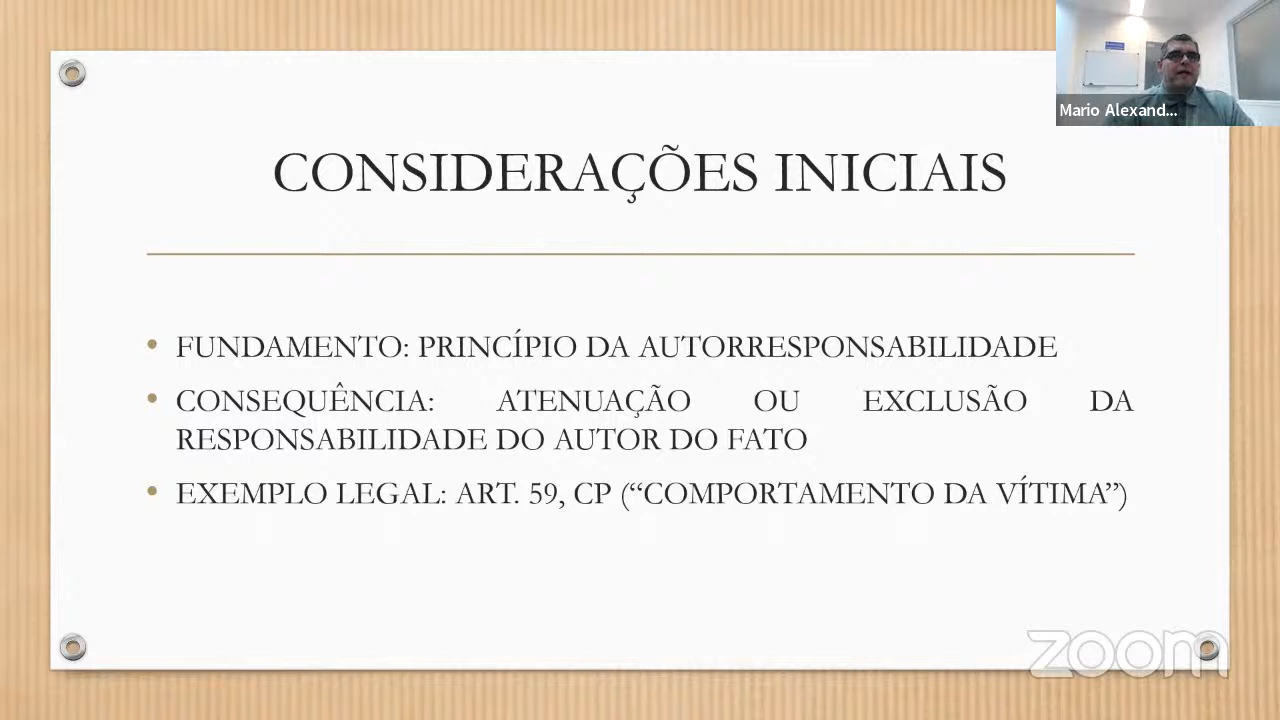 Mario Alexand...
CONSIDERAÇÕES INICIAIS
• FUNDAMENTO: PRINCÍPIO DA AUTORRESPONSABILIDADE
• CONSEQUÊNCIA: ATENUAÇÃO OU EXCLUSÃO DA
RESPONSABILIDADE DO AUTOR DO FATO
• EXEMPLO LEGAL: ART. 59, CP (“COMPORTAMENTO DA VÍTIMA”)
zoom